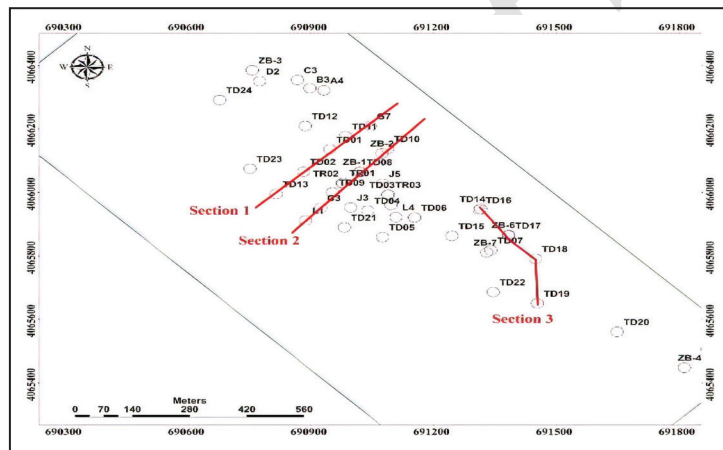 690300 690600 690900 691200 691500 691800
4066400 4066400
4066200 4066200
4066000 4066000
4065800 4065800
4065600 4065600
4065400 4065400
N
W E
S
ZB-3
D2
C3
B3 A4
TD24
TD12
G7
TD11
TD01
ZB-2 TD10
TD23
TD02
ZB-1 TD08
TR02 TR01
J5
TD13
TD09
TD03 TR03
G3
J3 TD04
L1
L4 TD06
TD21
TD05
Section 1
Section 2
TD14 TD16
TD15
ZB-6 TD17
ZB-7 TD07
TD18
TD22
TD19
Section 3
TD20
ZB-4
Meters
0 70 140 280 420 560
690300 690600 690900 691200 691500 691800